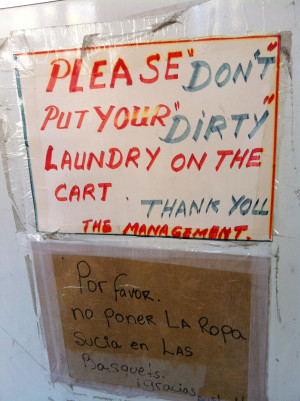 PLEASE "DON'T"
PUT YOUR "DIRTY"
LAUNDRY ON THE
CART. THANK YOU
THE MANAGEMENT.
Por favor.
no poner LA Ropa
sucia en LAS
Basquets.
¡gracias